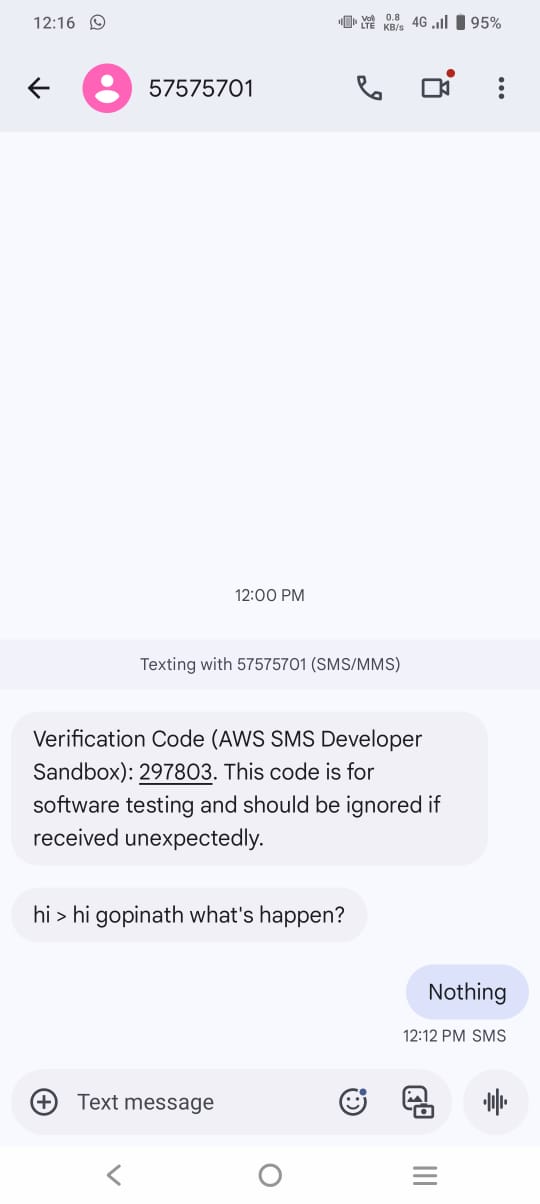 12:16
Vo)
LTE
0.8
KB/s
4G
95%
57575701
12:00 PM
Texting with 57575701 (SMS/MMS)
Verification Code (AWS SMS Developer
Sandbox): 297803. This code is for
software testing and should be ignored if
received unexpectedly.
hi > hi gopinath what's happen?
Nothing
12:12 PM SMS
Text message